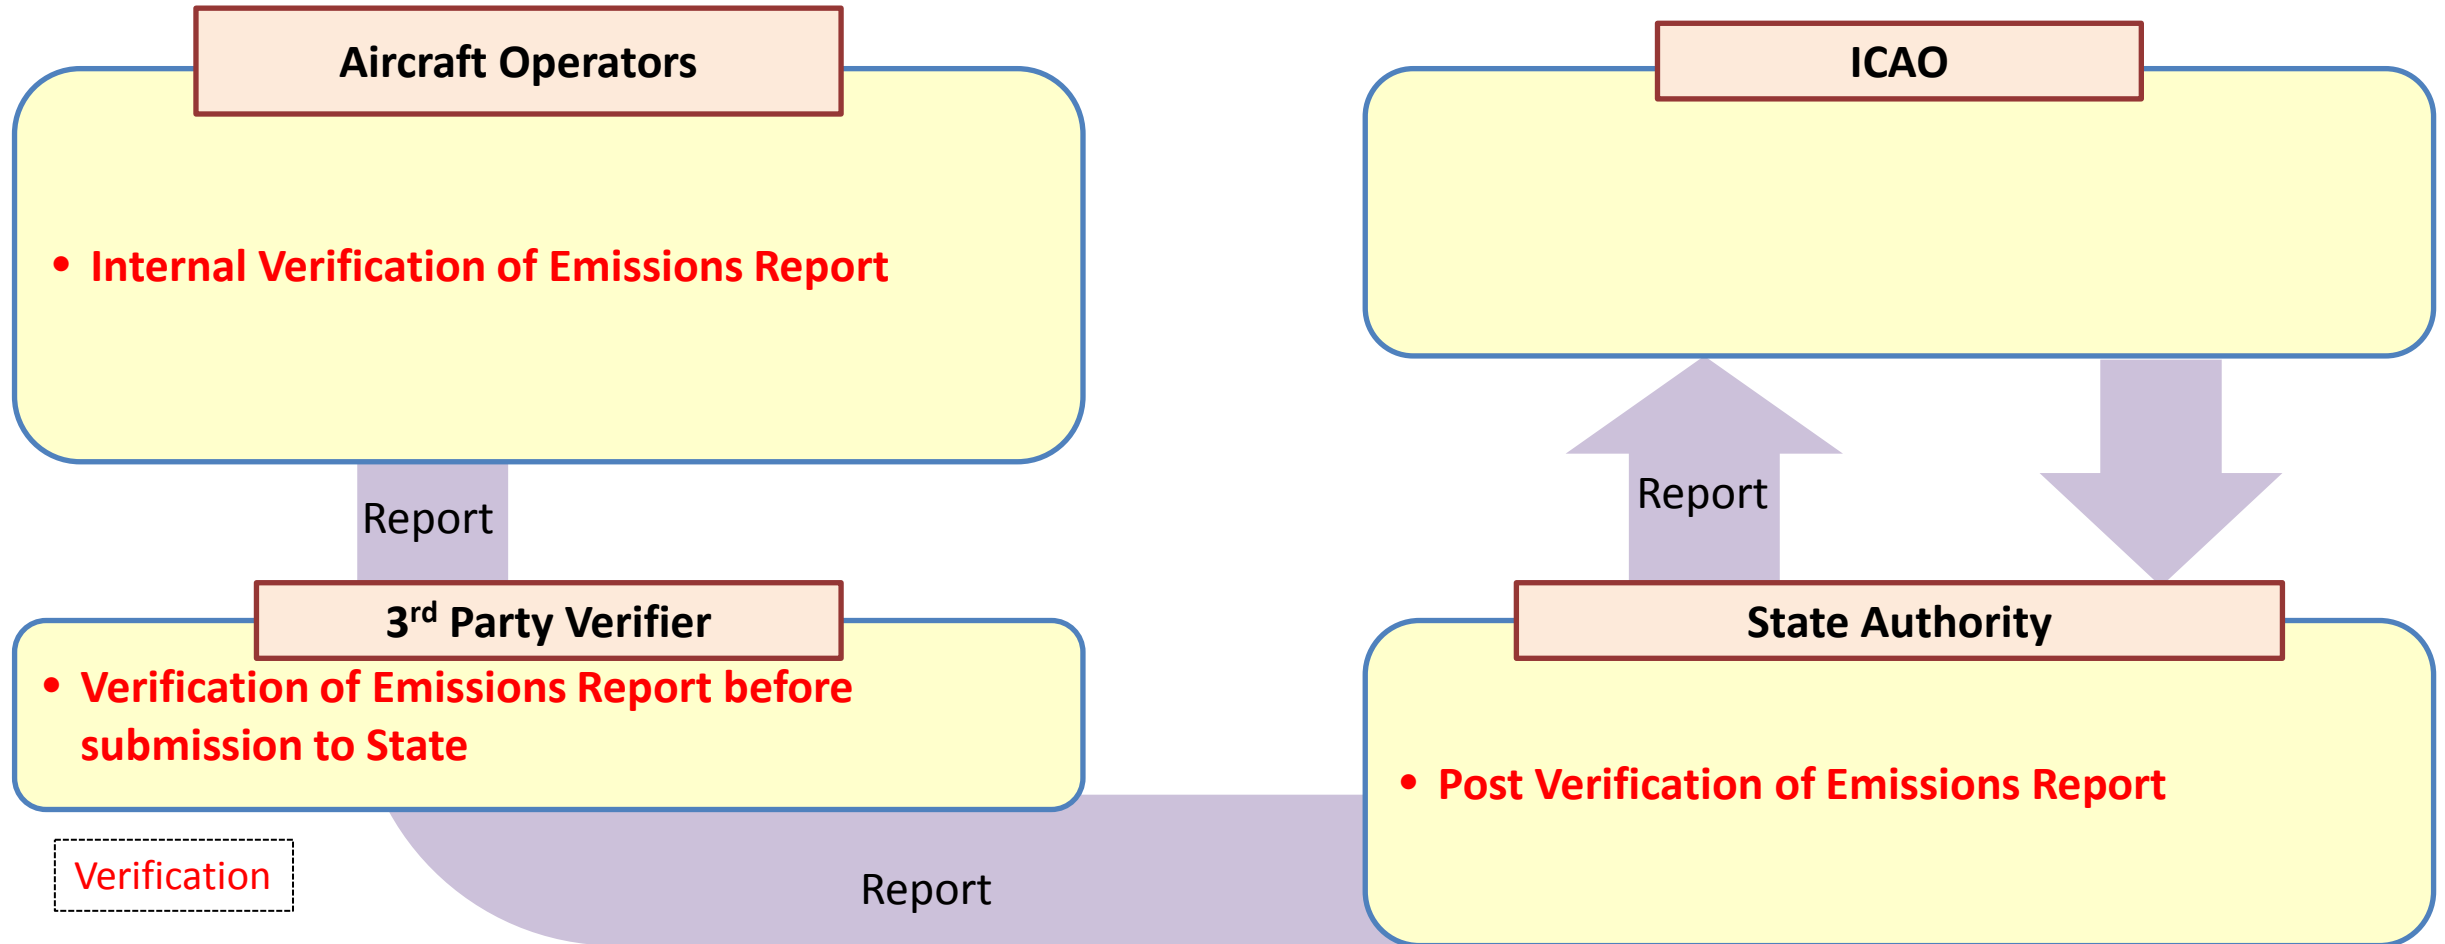 Aircraft Operators
• Internal Verification of Emissions Report
Report
3rd Party Verifier
• Verification of Emissions Report before
submission to State
Verification
Report
ICAO
Report
State Authority
• Post Verification of Emissions Report